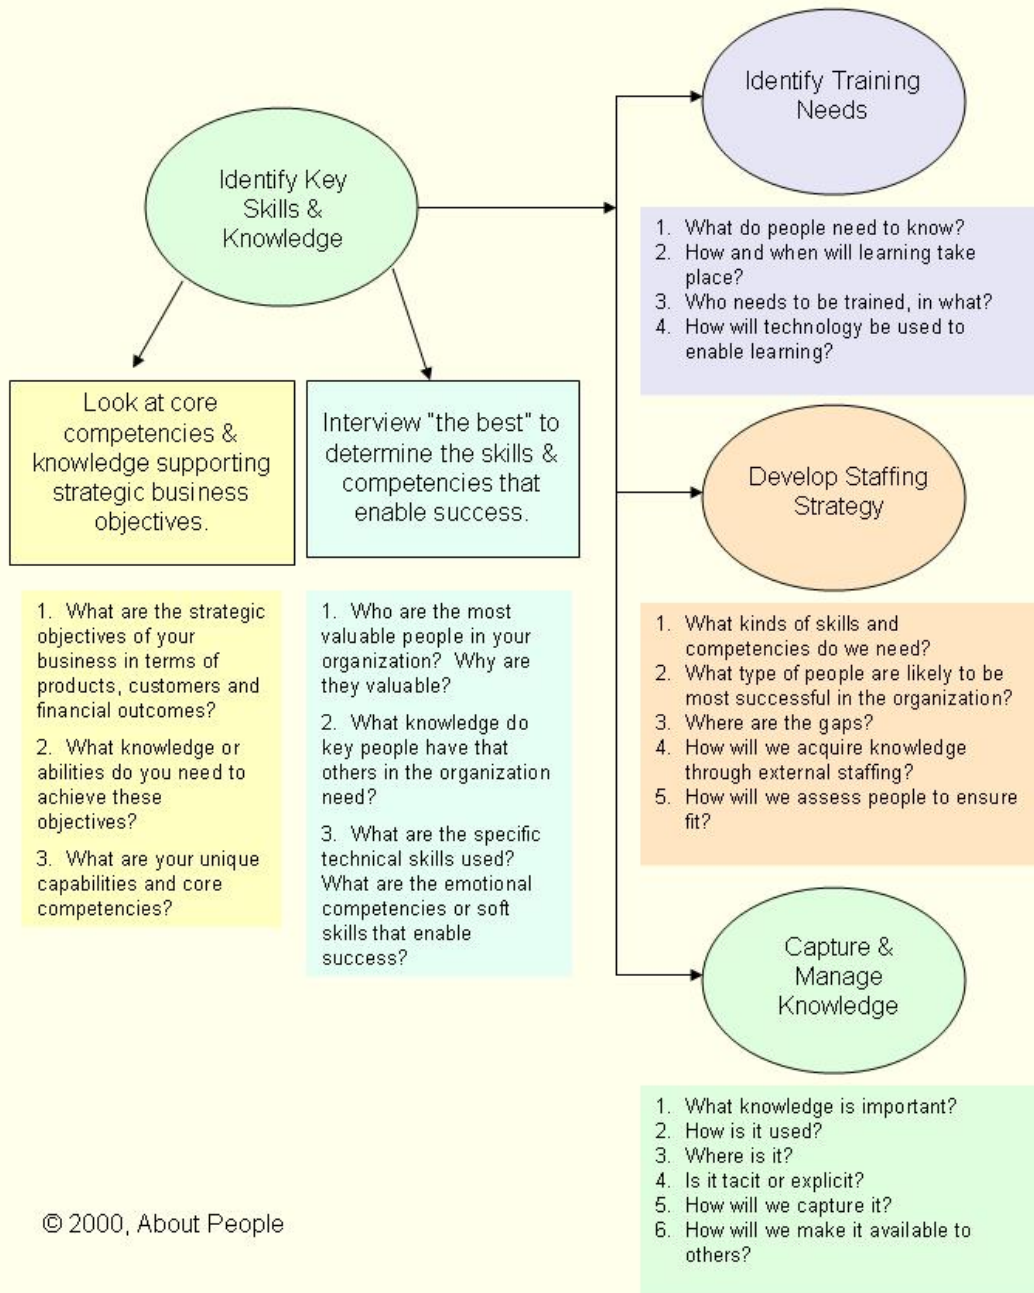 Identify Key
Skills &
Knowledge
Look at core
competencies &
knowledge supporting
strategic business
objectives.
1. What are the strategic
objectives of your
business in terms of
products, customers and
financial outcomes?
2. What knowledge or
abilities do you need to
achieve these
objectives?
3. What are your unique
capabilities and core
competencies?
Interview "the best" to
determine the skills &
competencies that
enable success.
1. Who are the most
valuable people in your
organization? Why are
they valuable?
2. What knowledge do
key people have that
others in the organization
need?
3. What are the specific
technical skills used?
What are the emotional
competencies or soft
skills that enable
success?
Identify Training
Needs
1. What do people need to know?
2. How and when will learning take
place?
3. Who needs to be trained, in what?
4. How will technology be used to
enable learning?
Develop Staffing
Strategy
1. What kinds of skills and
competencies do we need?
2. What type of people are likely to be
most successful in the organization?
3. Where are the gaps?
4. How will we acquire knowledge
through external staffing?
5. How will we assess people to ensure
fit?
Capture &
Manage
Knowledge
1. What knowledge is important?
2. How is it used?
3. Where is it?
4. Is it tacit or explicit?
5. How will we capture it?
6. How will we make it available to
others?
© 2000, About People